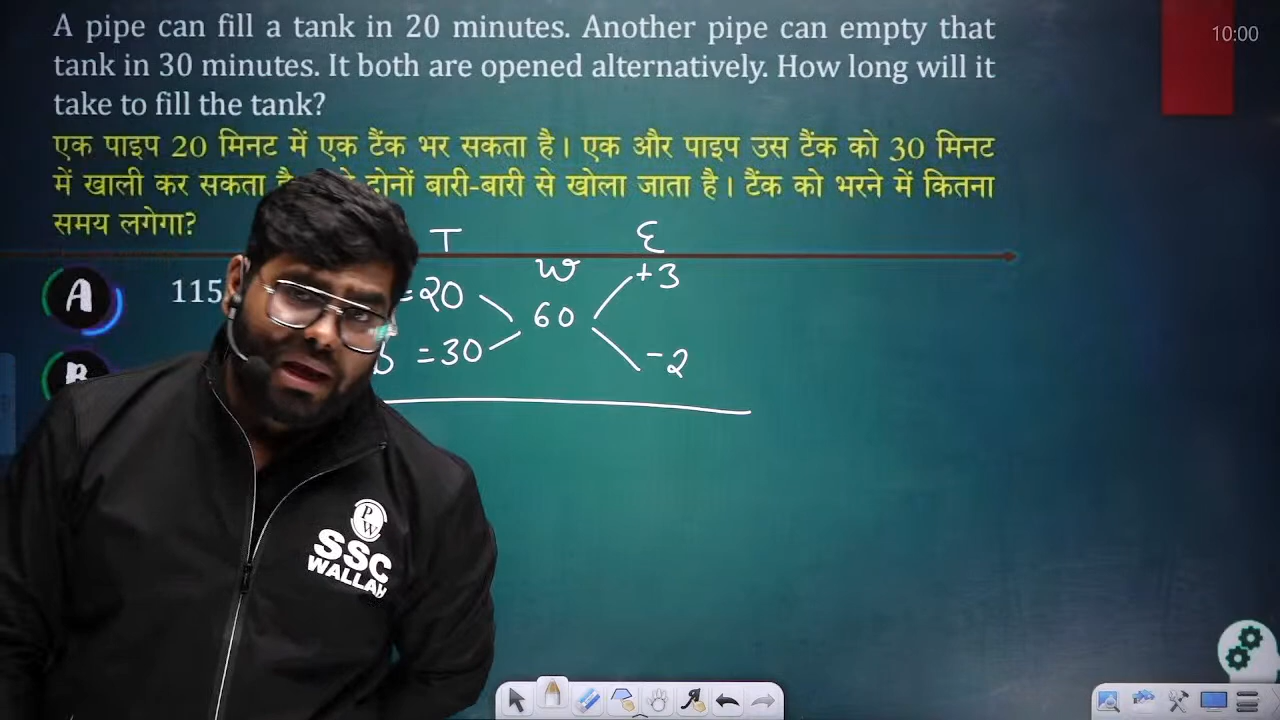 A pipe can fill a tank in 20 minutes. Another pipe can empty that
tank in 30 minutes. It both are opened alternatively. How long will it
take to fill the tank?
एक पाइप 20 मिनट में एक टैंक भर सकता है। एक और पाइप उस टैंक को 30 मिनट
में खाली कर सकता दोनों बारी-बारी से खोला जाता है। टैंक को भरने में कितना
समय लगेगा?
10:00
T W E
A 115
=20 60 +3
B =30 -2
PW
SSC
WALLAH